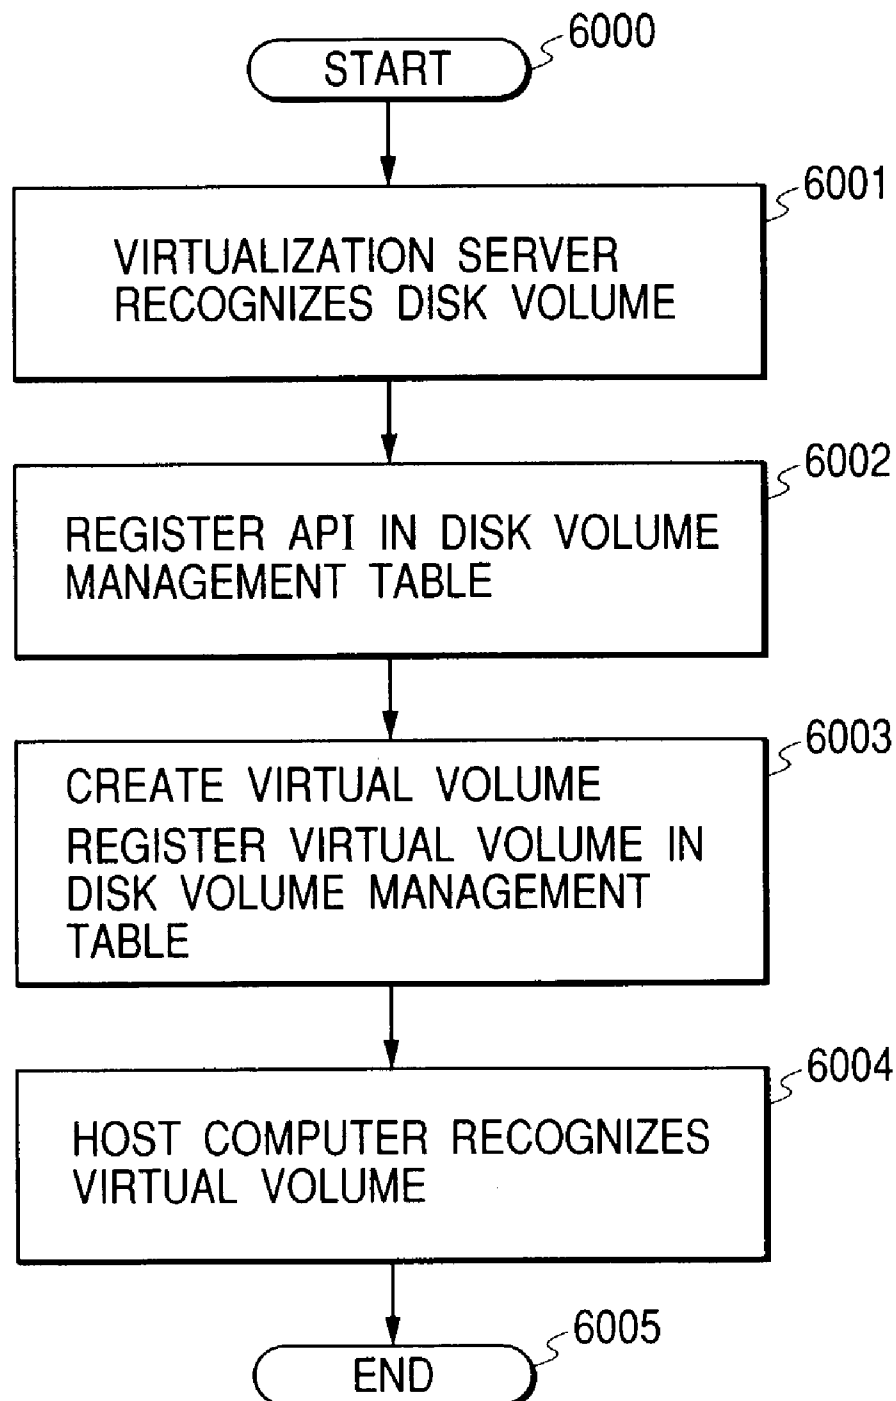 6000
START
6001
VIRTUALIZATION SERVER
RECOGNIZES DISK VOLUME
6002
REGISTER API IN DISK VOLUME
MANAGEMENT TABLE
6003
CREATE VIRTUAL VOLUME
REGISTER VIRTUAL VOLUME IN
DISK VOLUME MANAGEMENT
TABLE
6004
HOST COMPUTER RECOGNIZES
VIRTUAL VOLUME
6005
END